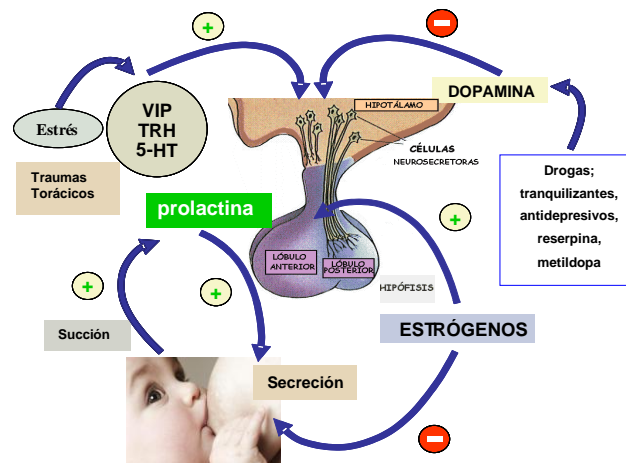 +
−
Estrés
VIP
TRH
5-HT
HIPOTÁLAMO
DOPAMINA
CÉLULAS
NEUROSECRETORAS
Traumas
Torácicos
Drogas;
tranquilizantes,
antidepresivos,
reserpina,
metildopa
prolactina
+
LÓBULO
ANTERIOR
LÓBULO
POSTERIOR
HIPÓFISIS
+
+
ESTRÓGENOS
Succión
Secreción
−